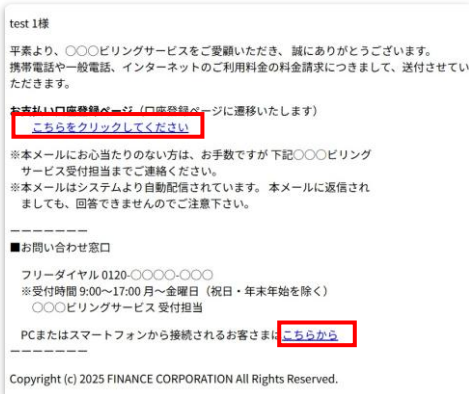 test 1様
平素より、○○○ビリングサービスをご愛顧いただき、 誠にありがとうございます。
携帯電話や一般電話、インターネットのご利用料金の料金請求につきまして、送付させてい
ただきます。
お支払い口座登録ページ（口座登録ページに遷移いたします）
こちらをクリックしてください
※本メールにお心当たりのない方は、お手数ですが 下記○○○ビリング
サービス受付担当までご連絡ください。
※本メールはシステムより自動配信されています。 本メールに返信され
ましても、回答できませんのでご注意下さい。
ーーーーーーー
■お問い合わせ窓口
フリーダイヤル 0120-○○○○-○○○
※受付時間 9:00～17:00 月～金曜日（祝日・年末年始を除く）
○○○ビリングサービス 受付担当
PCまたはスマートフォンから接続されるお客さまはこちらから
ーーーーーーー
Copyright (c) 2025 FINANCE CORPORATION All Rights Reserved.